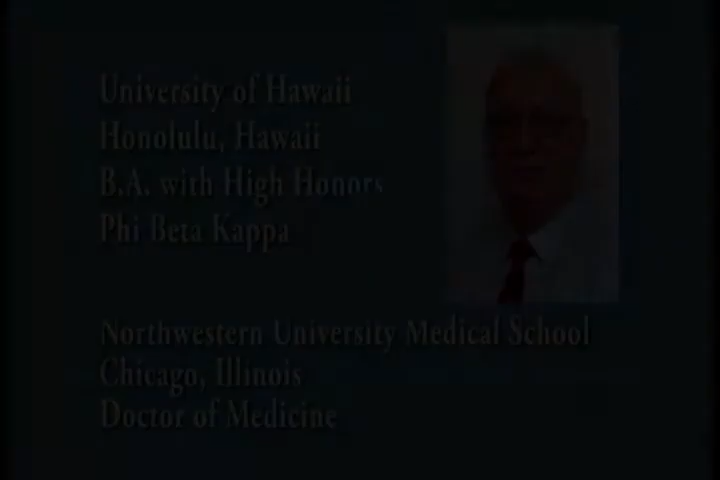 University of Hawaii
Honolulu, Hawaii
B.A. with High Honors
Phi Beta Kappa
Northwestern University Medical School
Chicago, Illinois
Doctor of Medicine